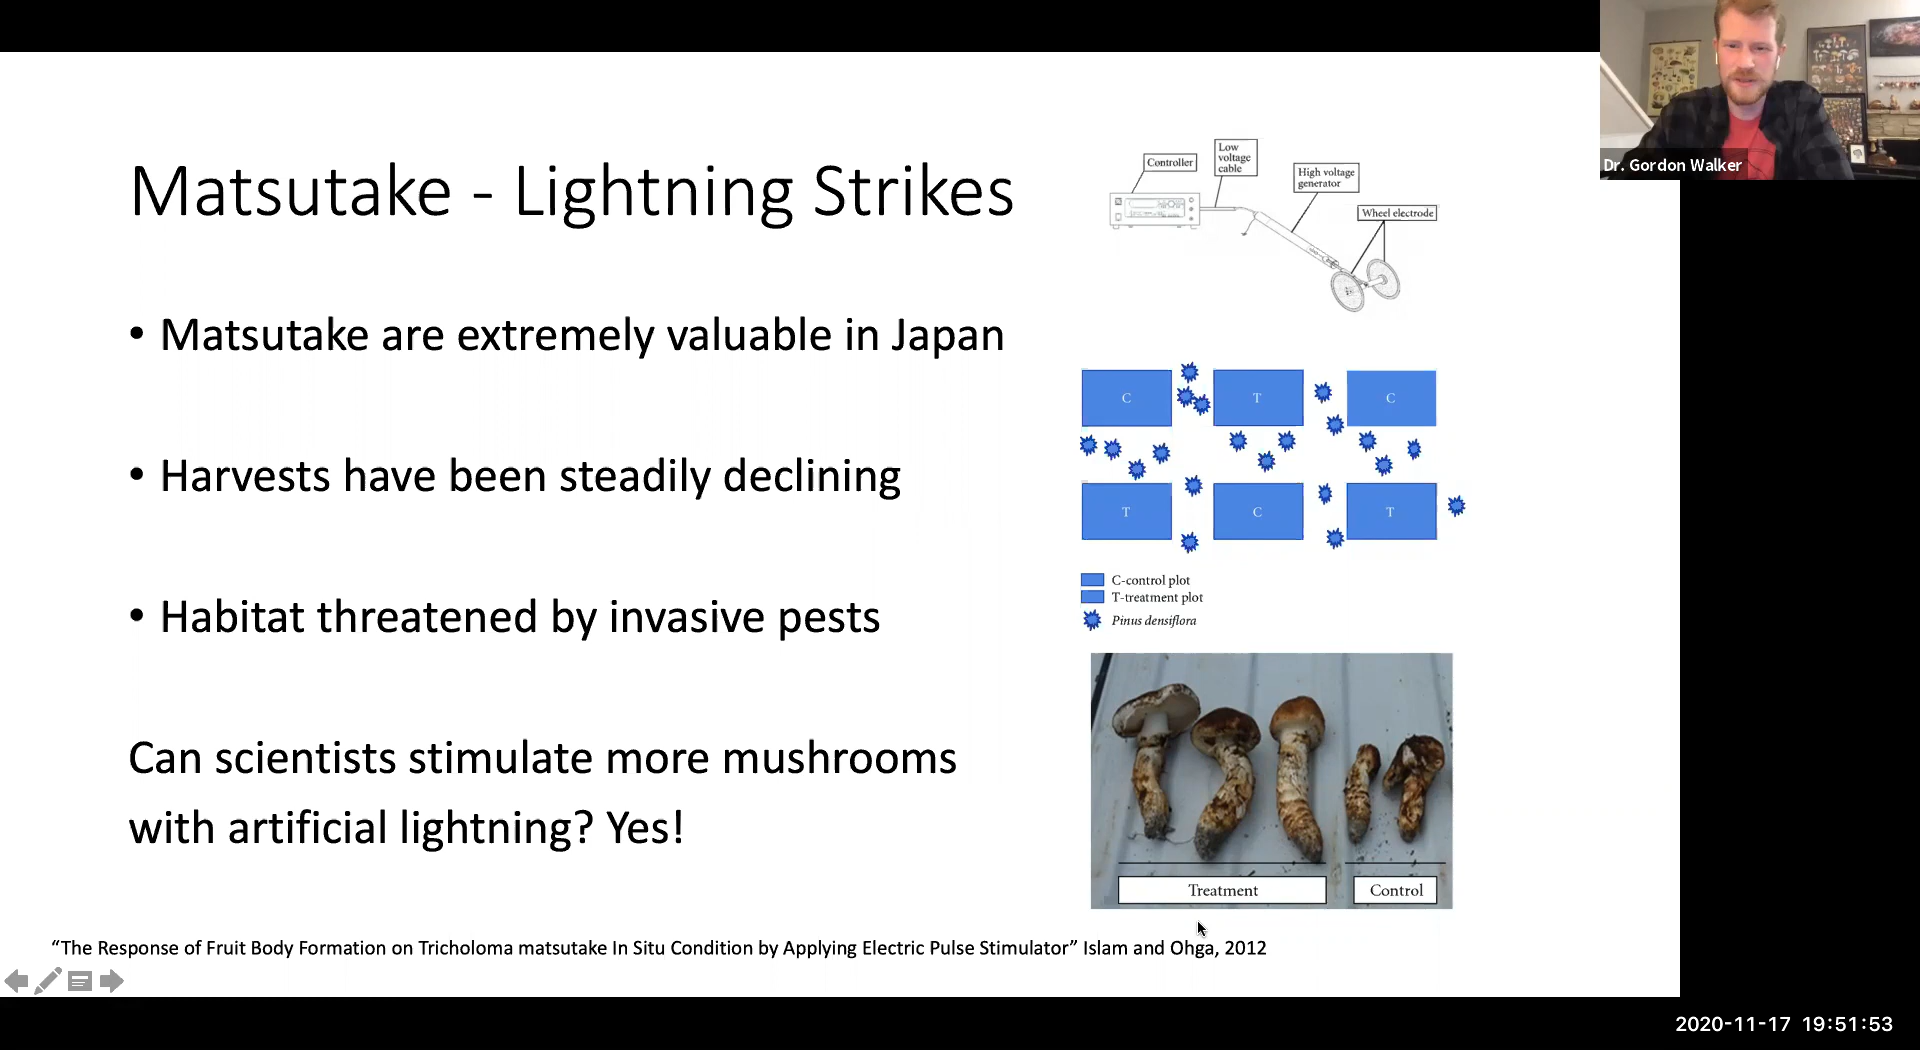 Dr. Gordon Walker
Matsutake - Lightning Strikes
• Matsutake are extremely valuable in Japan
• Harvests have been steadily declining
• Habitat threatened by invasive pests
Can scientists stimulate more mushrooms
with artificial lightning? Yes!
Controller
Low
voltage
cable
High voltage
generator
Wheel electrode
C
T
C
T
C
T
C-control plot
T-treatment plot
Pinus densiflora
Treatment
Control
“The Response of Fruit Body Formation on Tricholoma matsutake In Situ Condition by Applying Electric Pulse Stimulator” Islam and Ohga, 2012
2020-11-17 19:51:53